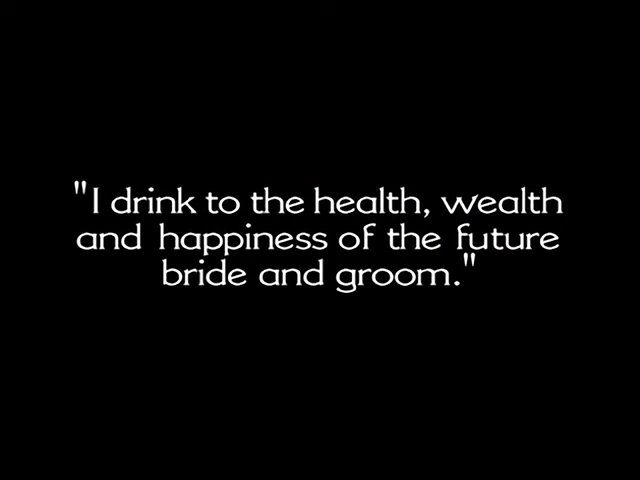 "I drink to the health, wealth
and happiness of the future
bride and groom."